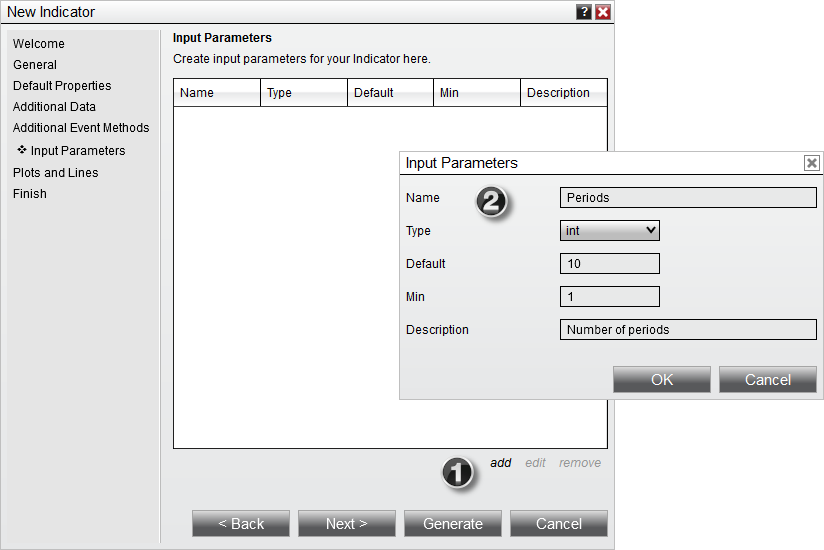 New Indicator
?
Welcome
General
Default Properties
Additional Data
Additional Event Methods
Input Parameters
Plots and Lines
Finish
Input Parameters
Create input parameters for your Indicator here.
Name Type Default Min Description
Input Parameters
Name 2 Periods
Type int
Default 10
Min 1
Description Number of periods
OK Cancel
1 add edit remove
< Back Next > Generate Cancel